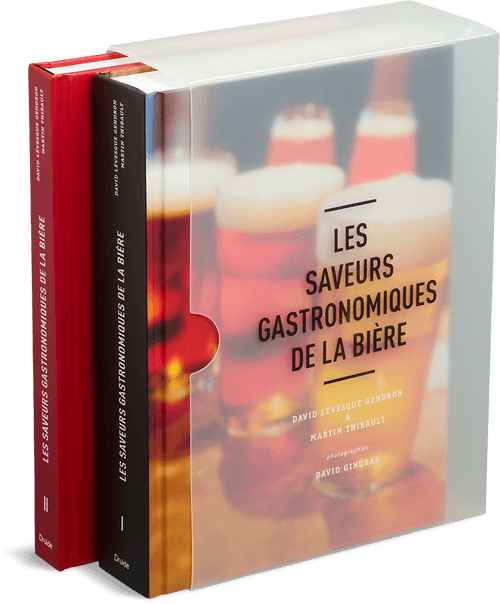 DAVID LÉVESQUE GENDRON
MARTIN THIBAULT
LES SAVEURS GASTRONOMIQUES DE LA BIÈRE
II
Druide
DAVID LÉVESQUE GENDRON
MARTIN THIBAULT
LES SAVEURS GASTRONOMIQUES DE LA BIÈRE
I
Druide
LES
SAVEURS
GASTRONOMIQUES
DE LA BIÈRE
DAVID LÉVESQUE GENDRON
&
MARTIN THIBAULT
photographies
DAVID GINGRAS